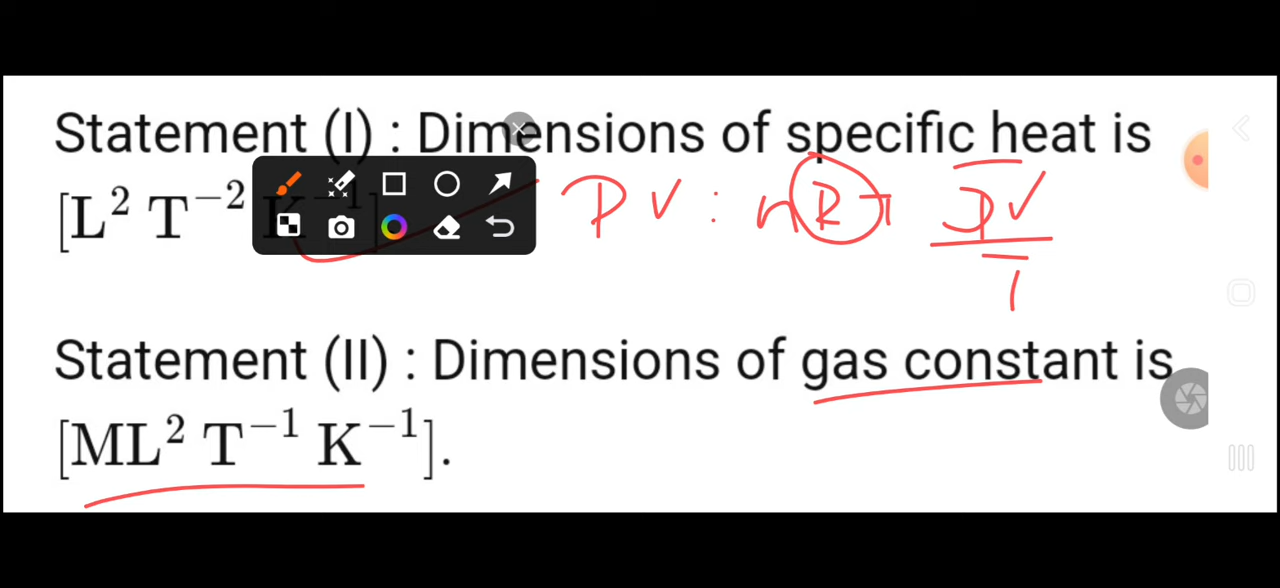 Statement (I) : Dimensions of specific heat is
[L² T⁻² K⁻¹]
PV : nRT PV
T
Statement (II) : Dimensions of gas constant is
[ML² T⁻¹ K⁻¹].